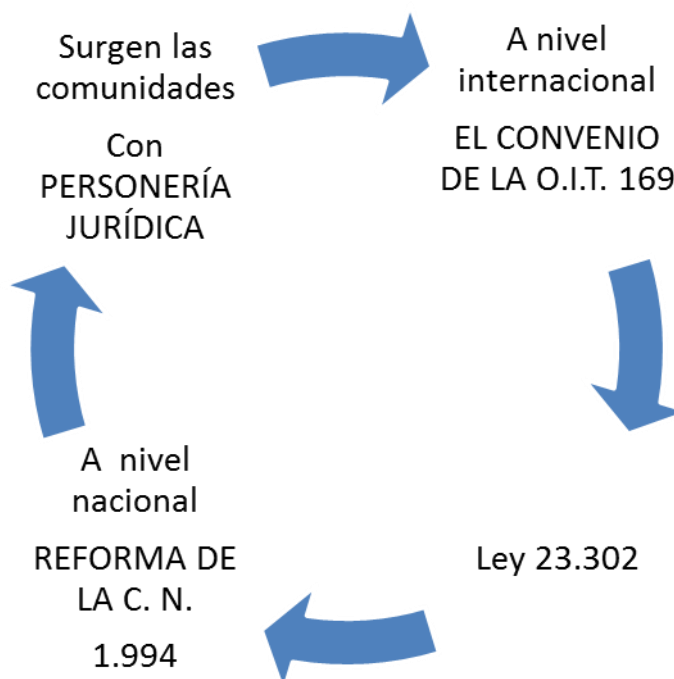 Surgen las
comunidades
Con
PERSONERÍA
JURÍDICA
A nivel
internacional
EL CONVENIO
DE LA O.I.T. 169
Ley 23.302
A nivel
nacional
REFORMA DE
LA C. N.
1.994